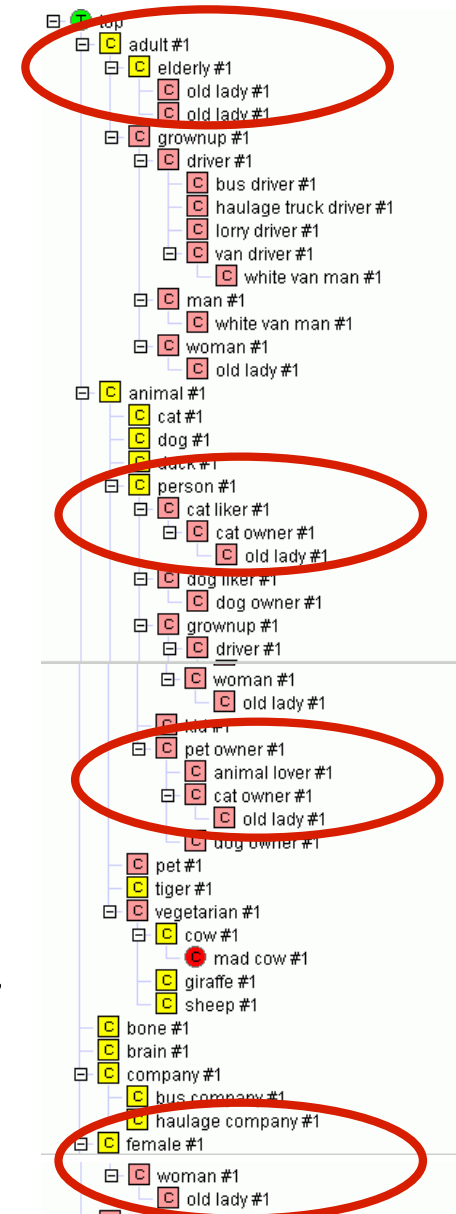 top
adult #1
elderly #1
old lady #1
old lady #1
grownup #1
driver #1
bus driver #1
haulage truck driver #1
lorry driver #1
van driver #1
white van man #1
man #1
white van man #1
woman #1
old lady #1
animal #1
cat #1
dog #1
duck #1
person #1
cat liker #1
cat owner #1
old lady #1
dog liker #1
dog owner #1
grownup #1
driver #1
woman #1
old lady #1
kid #1
pet owner #1
animal lover #1
cat owner #1
old lady #1
dog owner #1
pet #1
tiger #1
vegetarian #1
cow #1
mad cow #1
giraffe #1
sheep #1
bone #1
brain #1
company #1
bus company #1
haulage company #1
female #1
woman #1
old lady #1